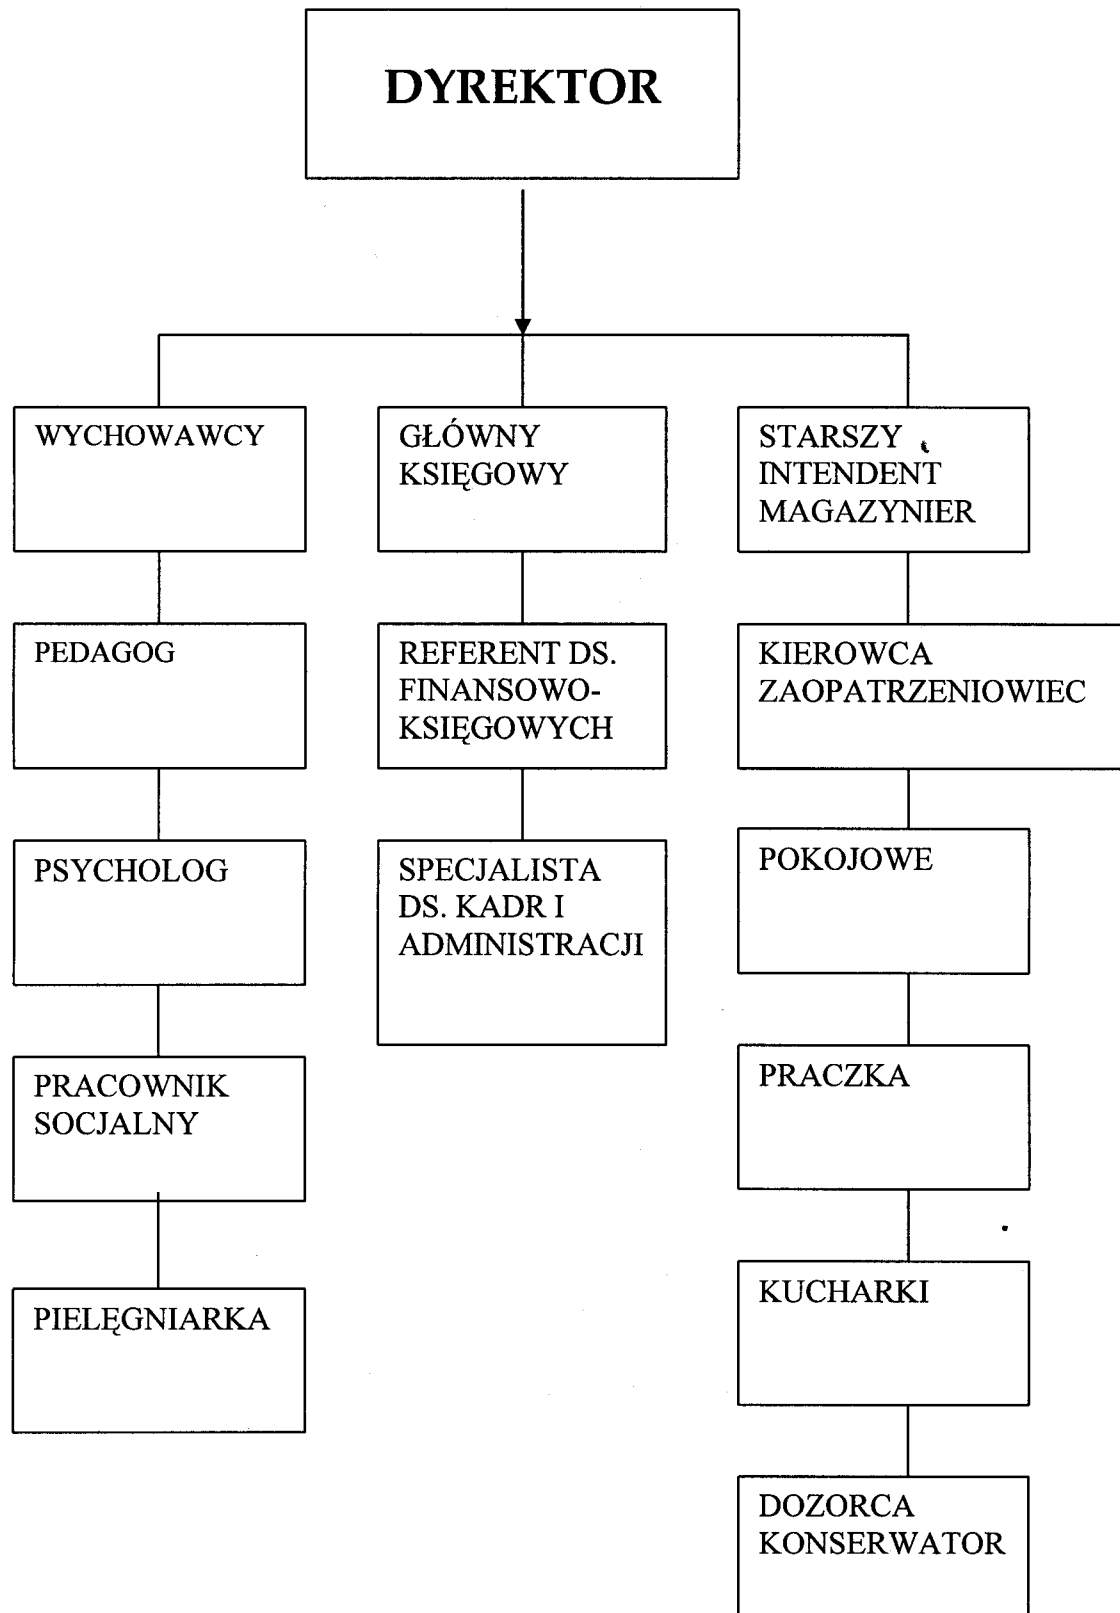 DYREKTOR
WYCHOWAWCY
PEDAGOG
PSYCHOLOG
PRACOWNIK
SOCJALNY
PIELĘGNIARKA
GŁÓWNY
KSIĘGOWY
REFERENT DS.
FINANSOWO-
KSIĘGOWYCH
SPECJALISTA
DS. KADR I
ADMINISTRACJI
STARSZY
INTENDENT
MAGAZYNIER
KIEROWCA
ZAOPATRZENIOWIEC
POKOJOWE
PRACZKA
KUCHARKI
DOZORCA
KONSERWATOR